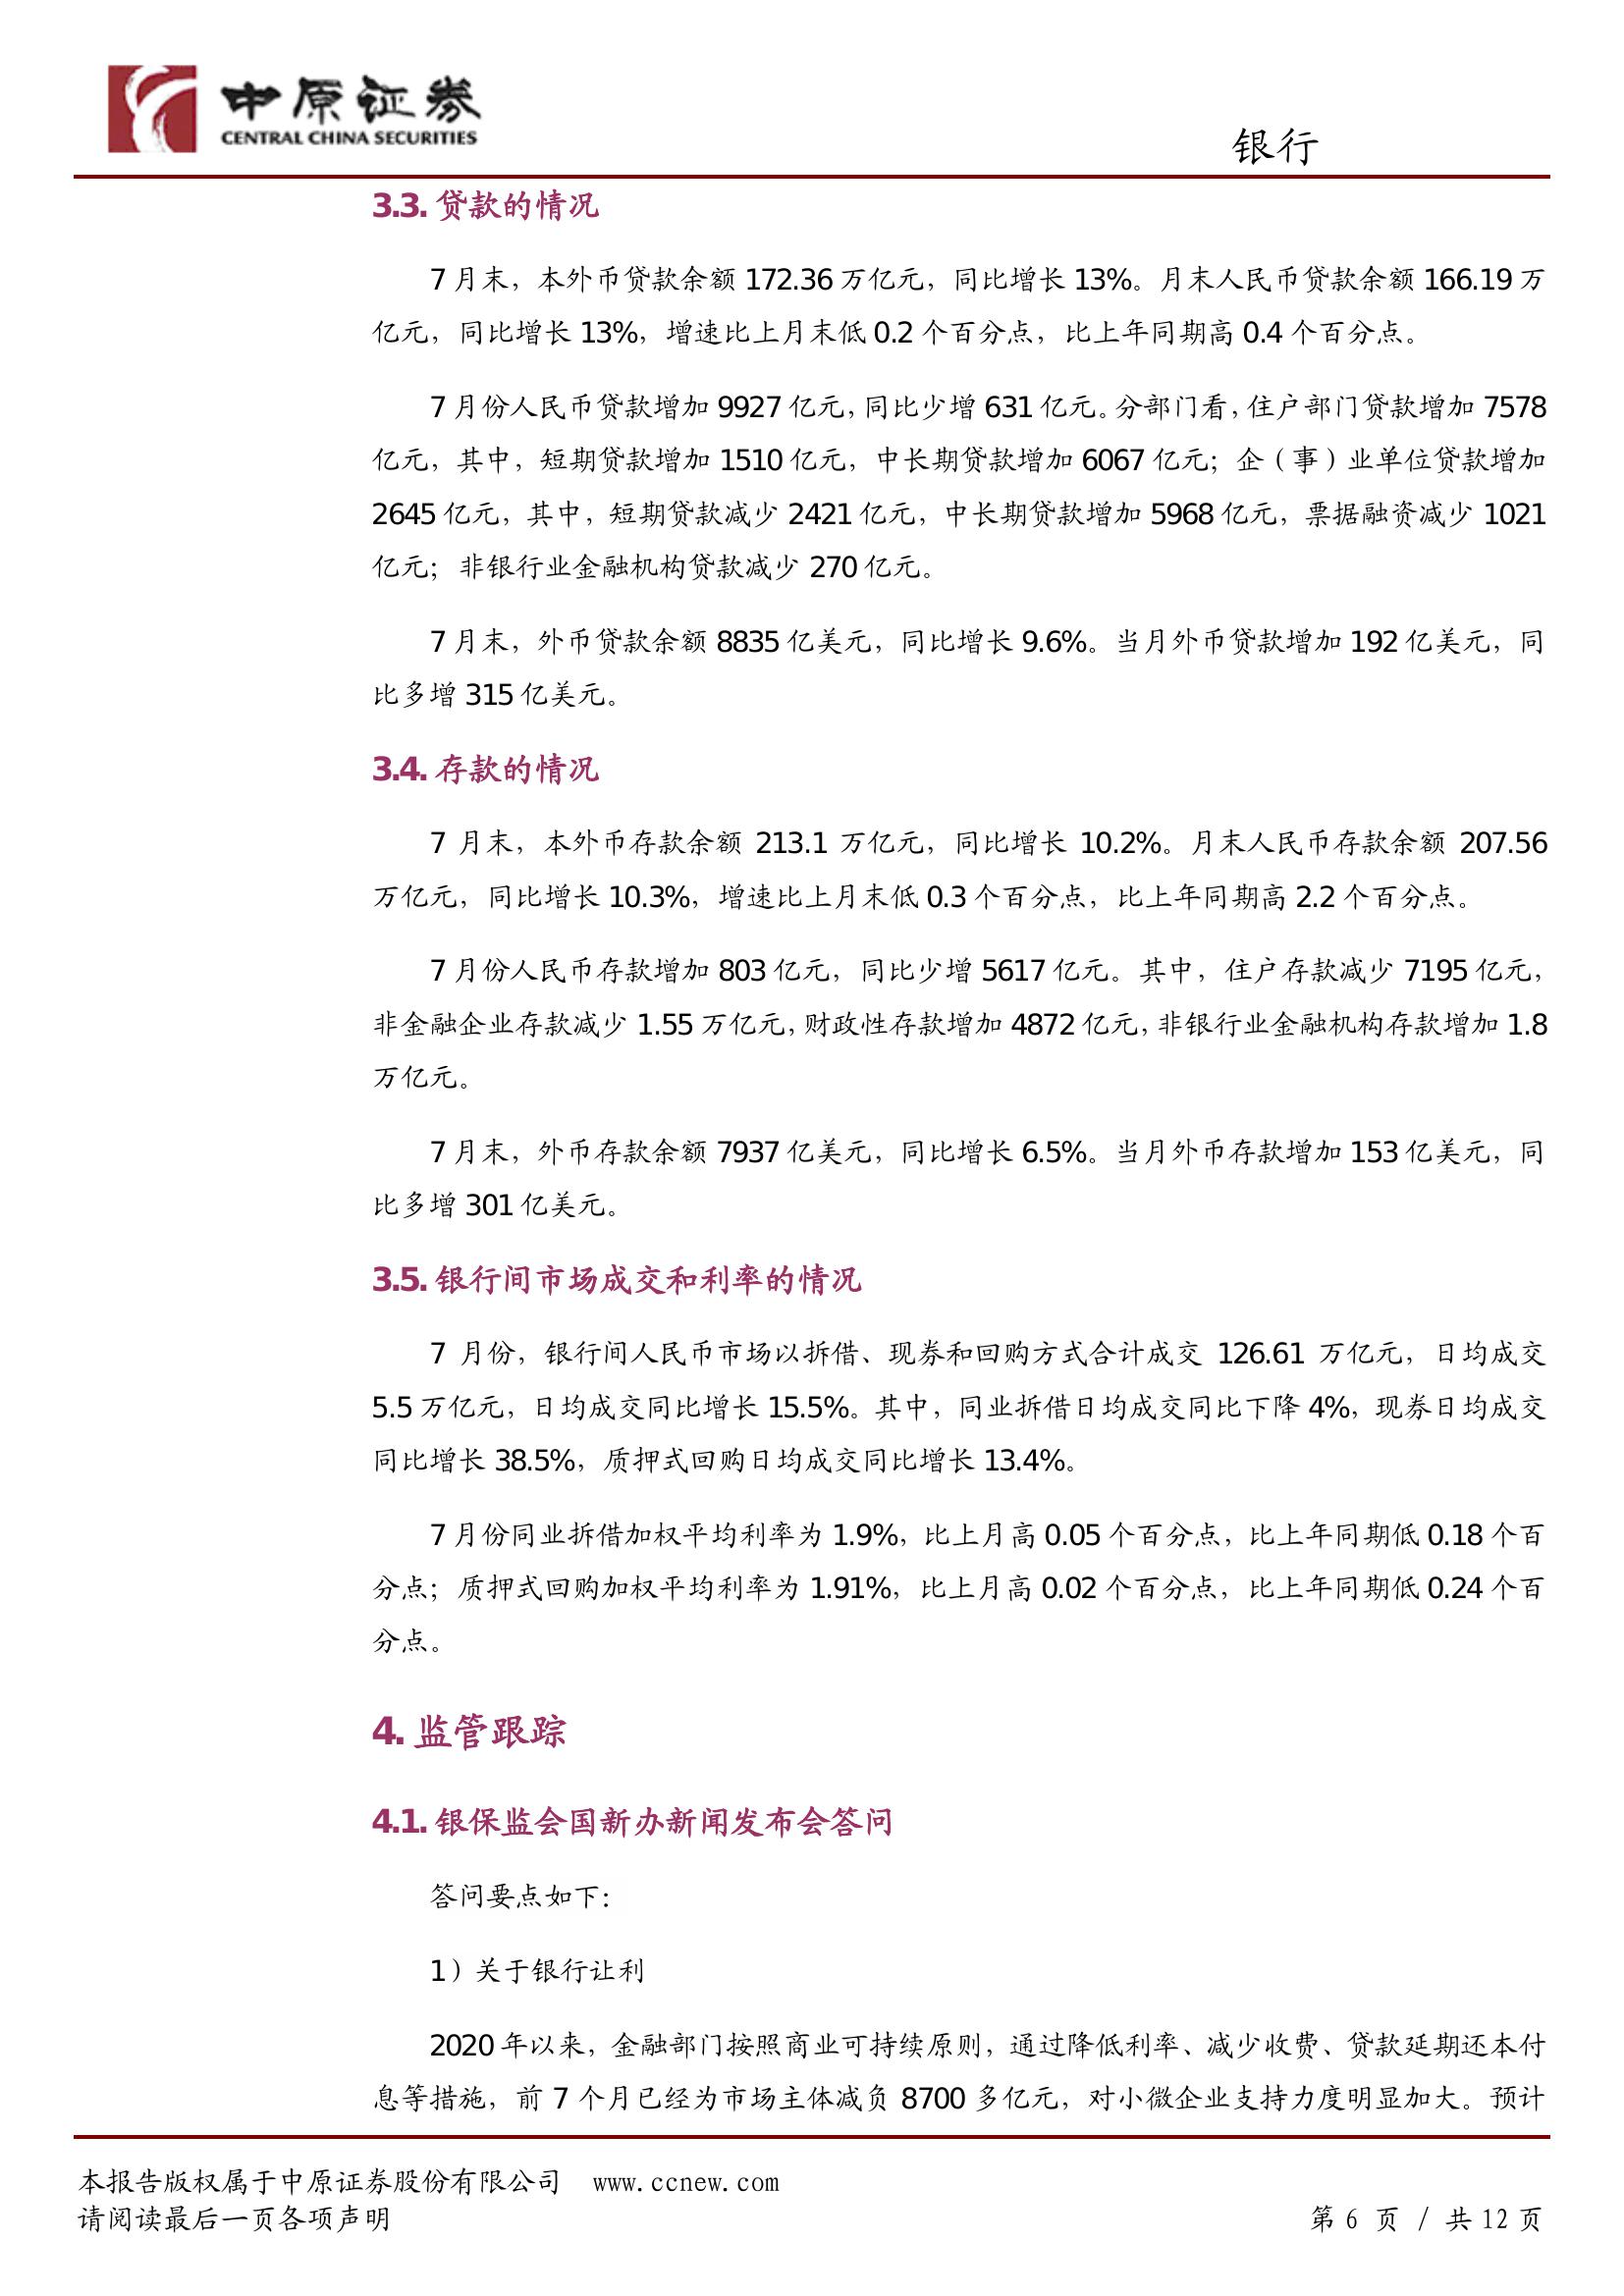 中原证券
CENTRAL CHINA SECURITIES
银行
3.3. 贷款的情况
7 月末，本外币贷款余额 172.36 万亿元，同比增长 13%。月末人民币贷款余额 166.19 万
亿元，同比增长 13%，增速比上月末低 0.2 个百分点，比上年同期高 0.4 个百分点。
7 月份人民币贷款增加 9927 亿元，同比少增 631 亿元。分部门看，住户部门贷款增加 7578
亿元，其中，短期贷款增加 1510 亿元，中长期贷款增加 6067 亿元；企（事）业单位贷款增加
2645 亿元，其中，短期贷款减少 2421 亿元，中长期贷款增加 5968 亿元，票据融资减少 1021
亿元；非银行业金融机构贷款减少 270 亿元。
7 月末，外币贷款余额 8835 亿美元，同比增长 9.6%。当月外币贷款增加 192 亿美元，同
比多增 315 亿美元。
3.4. 存款的情况
7 月末，本外币存款余额 213.1 万亿元，同比增长 10.2%。月末人民币存款余额 207.56
万亿元，同比增长 10.3%，增速比上月末低 0.3 个百分点，比上年同期高 2.2 个百分点。
7 月份人民币存款增加 803 亿元，同比少增 5617 亿元。其中，住户存款减少 7195 亿元，
非金融企业存款减少 1.55 万亿元，财政性存款增加 4872 亿元，非银行业金融机构存款增加 1.8
万亿元。
7 月末，外币存款余额 7937 亿美元，同比增长 6.5%。当月外币存款增加 153 亿美元，同
比多增 301 亿美元。
3.5. 银行间市场成交和利率的情况
7 月份，银行间人民币市场以拆借、现券和回购方式合计成交 126.61 万亿元，日均成交
5.5 万亿元，日均成交同比增长 15.5%。其中，同业拆借日均成交同比下降 4%，现券日均成交
同比增长 38.5%，质押式回购日均成交同比增长 13.4%。
7 月份同业拆借加权平均利率为 1.9%，比上月高 0.05 个百分点，比上年同期低 0.18 个百
分点；质押式回购加权平均利率为 1.91%，比上月高 0.02 个百分点，比上年同期低 0.24 个百
分点。
4. 监管跟踪
4.1. 银保监会国新办新闻发布会答问
答问要点如下：
1）关于银行让利
2020 年以来，金融部门按照商业可持续原则，通过降低利率、减少收费、贷款延期还本付
息等措施，前 7 个月已经为市场主体减负 8700 多亿元，对小微企业支持力度明显加大。预计
本报告版权属于中原证券股份有限公司 www.ccnew.com
请阅读最后一页各项声明
第 6 页 / 共 12 页